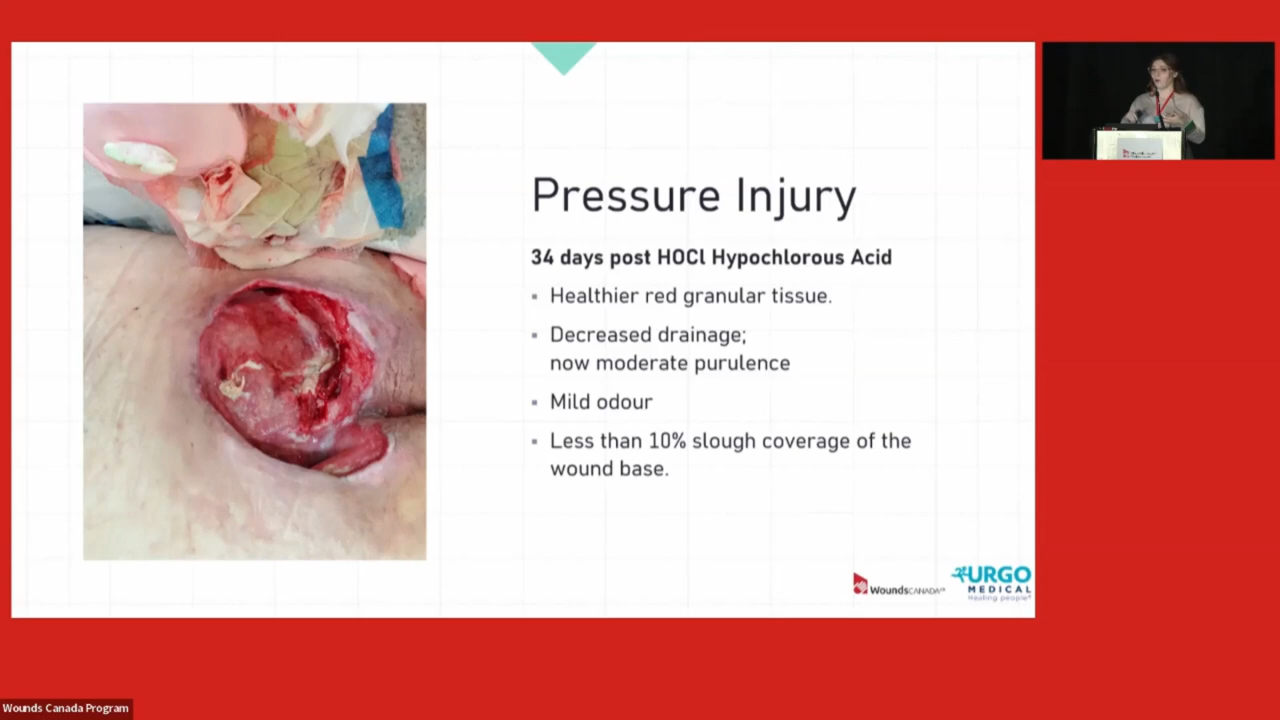 Pressure Injury
34 days post HOCl Hypochlorous Acid
▪ Healthier red granular tissue.
▪ Decreased drainage;
now moderate purulence
▪ Mild odour
▪ Less than 10% slough coverage of the
wound base.
WoundsCANADA
URGO
MEDICAL
Healing people®
Wounds Canada Program